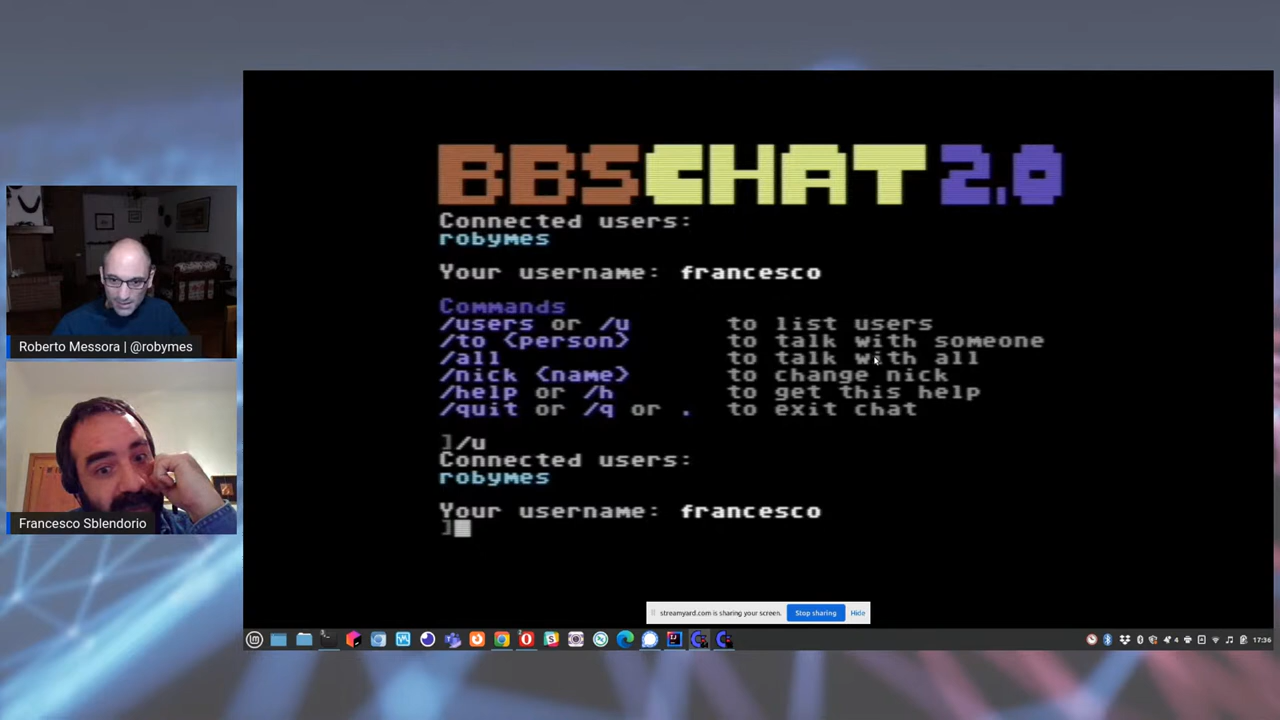 BBSCHAT 2.0
Connected users:
robymes
Your username: francesco
Commands
/users or /u to list users
/to <person> to talk with someone
/all to talk with all
/nick <name> to change nick
/help or /h to get this help
/quit or /q or . to exit chat
]/u
Connected users:
robymes
Your username: francesco
]
Roberto Messora | @robymes
Francesco Sblendorio
streamyard.com is sharing your screen. Stop sharing Hide
4 17:36